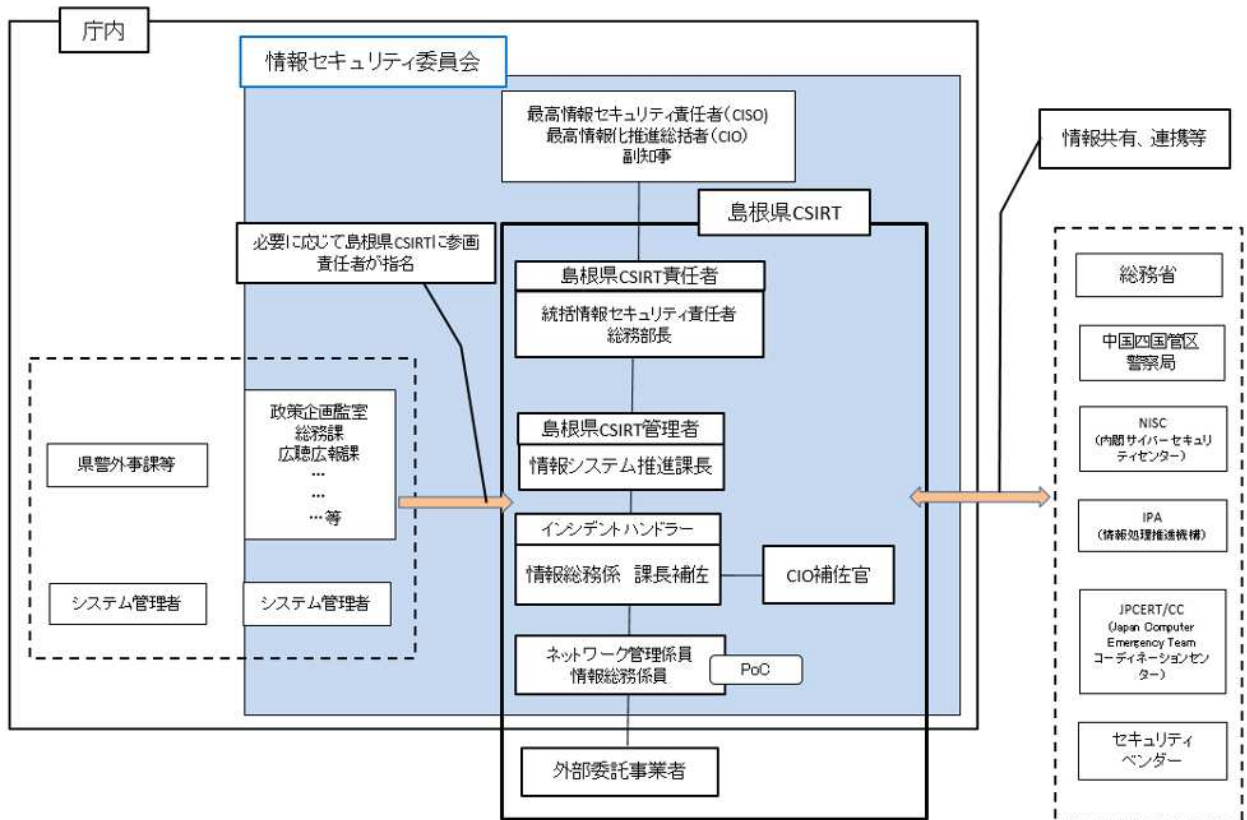 庁内
情報セキュリティ委員会
最高情報セキュリティ責任者(CISO)
最高情報化推進総括者(CIO)
副知事
情報共有、連携等
島根県CSIRT
必要に応じて島根県CSIRTに参画
責任者が指名
島根県CSIRT責任者
統括情報セキュリティ責任者
総務部長
島根県CSIRT管理者
情報システム推進課長
インシデントハンドラー
情報総務係 課長補佐
CIO補佐官
ネットワーク管理係員
情報総務係員
PoC
外部委託事業者
県警外事課等
政策企画監室
総務課
広聴広報課
…
…
…等
システム管理者
システム管理者
総務省
中国四国管区
警察局
NISC
(内閣サイバーセキュリ
ティセンター)
IPA
(情報処理推進機構)
JPCERT/CC
(Japan Computer
Emergency Team
コーディネーションセン
ター)
セキュリティ
ベンダー